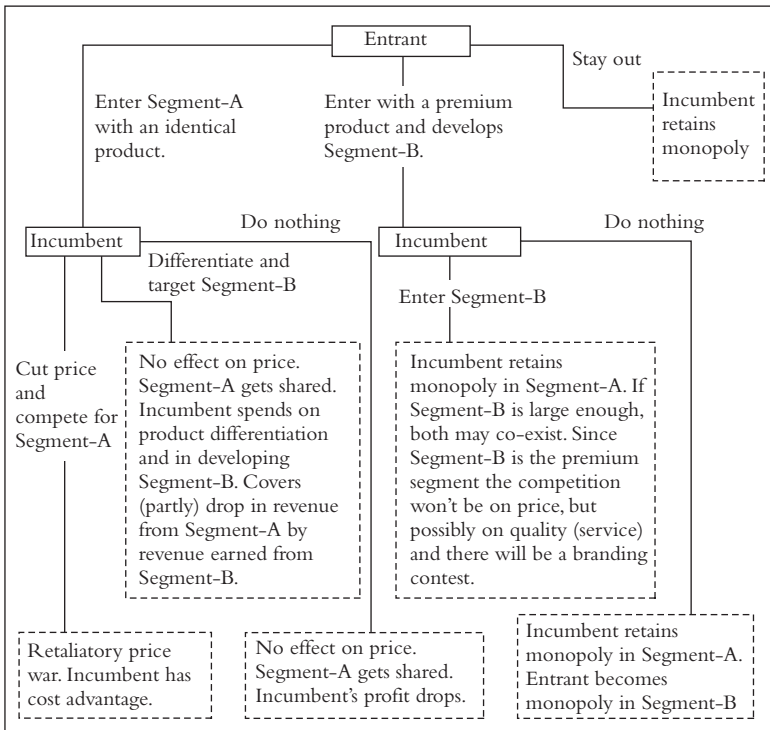 Entrant
Stay out
Enter Segment-A
with an identical
product.
Enter with a premium
product and develops
Segment-B.
Incumbent
retains
monopoly
Incumbent
Do nothing
Differentiate and
target Segment-B
Incumbent
Do nothing
Enter Segment-B
Cut price
and
compete for
Segment-A
No effect on price.
Segment-A gets shared.
Incumbent spends on
product differentiation
and in developing
Segment-B. Covers
(partly) drop in revenue
from Segment-A by
revenue earned from
Segment-B.
Incumbent retains
monopoly in Segment-A. If
Segment-B is large enough,
both may co-exist. Since
Segment-B is the premium
segment the competition
won't be on price, but
possibly on quality (service)
and there will be a branding
contest.
Retaliatory price
war. Incumbent has
cost advantage.
No effect on price.
Segment-A gets shared.
Incumbent's profit drops.
Incumbent retains
monopoly in Segment-A.
Entrant becomes
monopoly in Segment-B